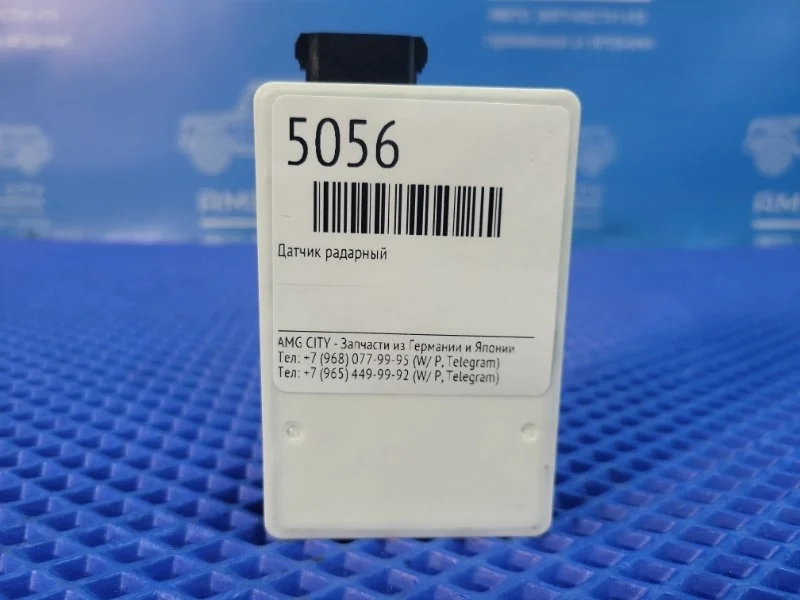 5056
Датчик радарный
AMG CITY - Запчасти из Германии и Японии
Тел: +7 (968) 077-99-95 (W/ P, Telegram)
Тел: +7 (965) 449-99-92 (W/ P, Telegram)